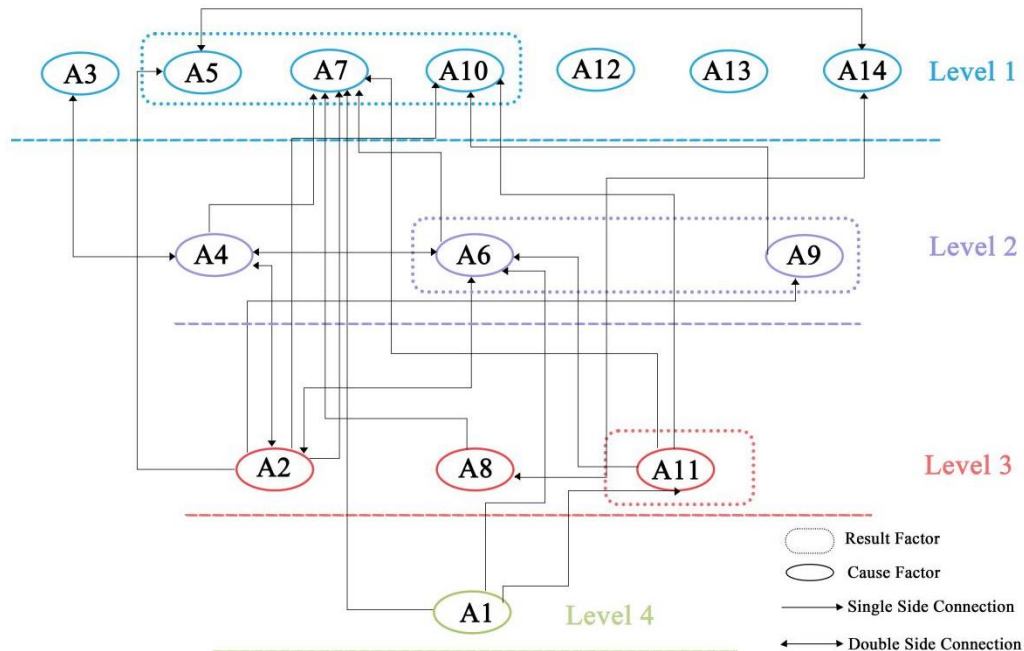 A3
A5
A7
A10
A12
A13
A14
Level 1
A4
A6
A9
Level 2
A2
A8
A11
Level 3
A1
Level 4
Result Factor
Cause Factor
Single Side Connection
Double Side Connection